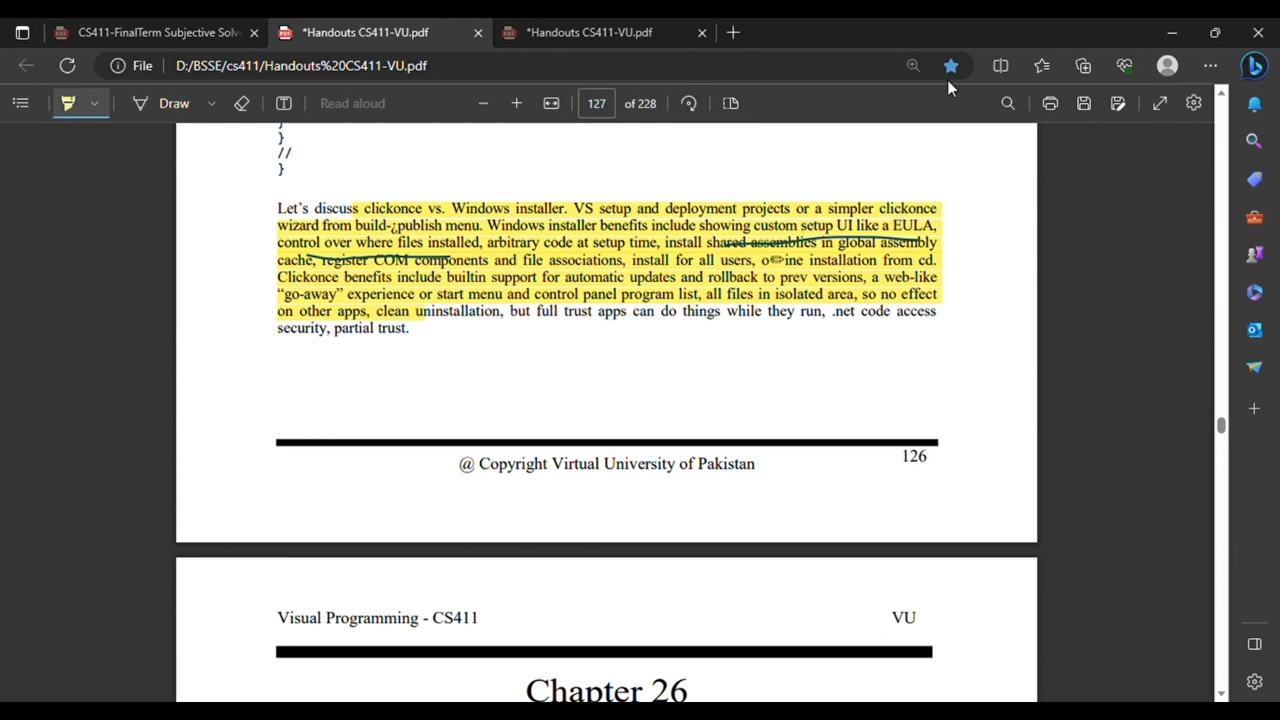 CS411-FinalTerm Subjective Solv
*Handouts CS411-VU.pdf
*Handouts CS411-VU.pdf
File
D:/BSSE/cs411/Handouts%20CS411-VU.pdf
Draw
Read aloud
127 of 228
}
//
}
Let's discuss clickonce vs. Windows installer. VS setup and deployment projects or a simpler clickonce
wizard from build-¿publish menu. Windows installer benefits include showing custom setup UI like a EULA,
control over where files installed, arbitrary code at setup time, install shared assemblies in global assembly
cache, register COM components and file associations, install for all users, o✏ine installation from cd.
Clickonce benefits include builtin support for automatic updates and rollback to prev versions, a web-like
“go-away” experience or start menu and control panel program list, all files in isolated area, so no effect
on other apps, clean uninstallation, but full trust apps can do things while they run, .net code access
security, partial trust.
126
@ Copyright Virtual University of Pakistan
Visual Programming - CS411 VU
Chapter 26